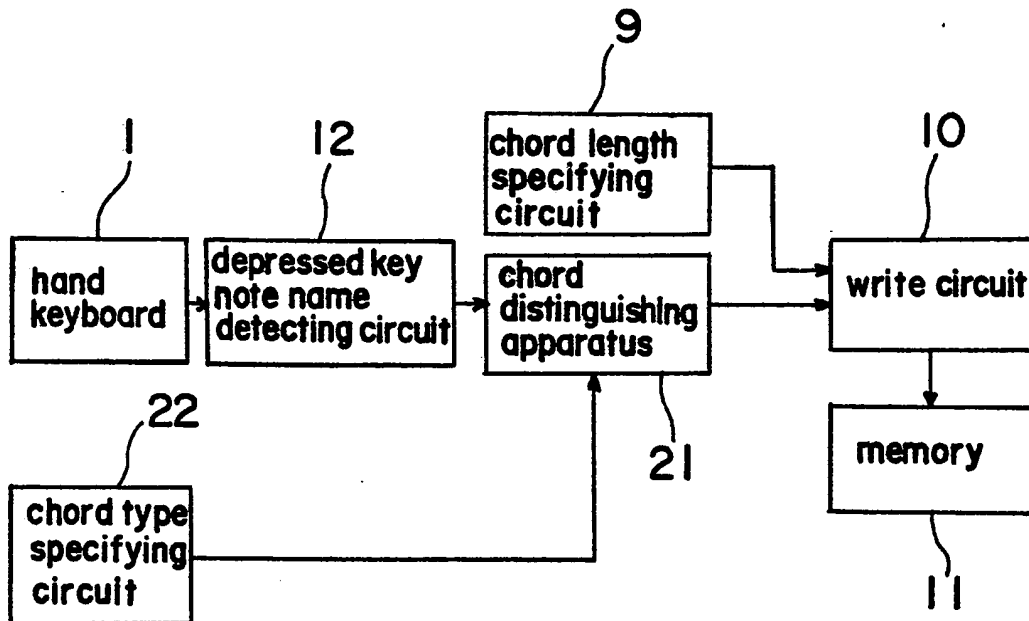 9
1
12
10
chord length
specifying
circuit
hand
keyboard
depressed key
note name
detecting circuit
chord
distinguishing
apparatus
write circuit
22
21
memory
chord type
specifying
circuit
11